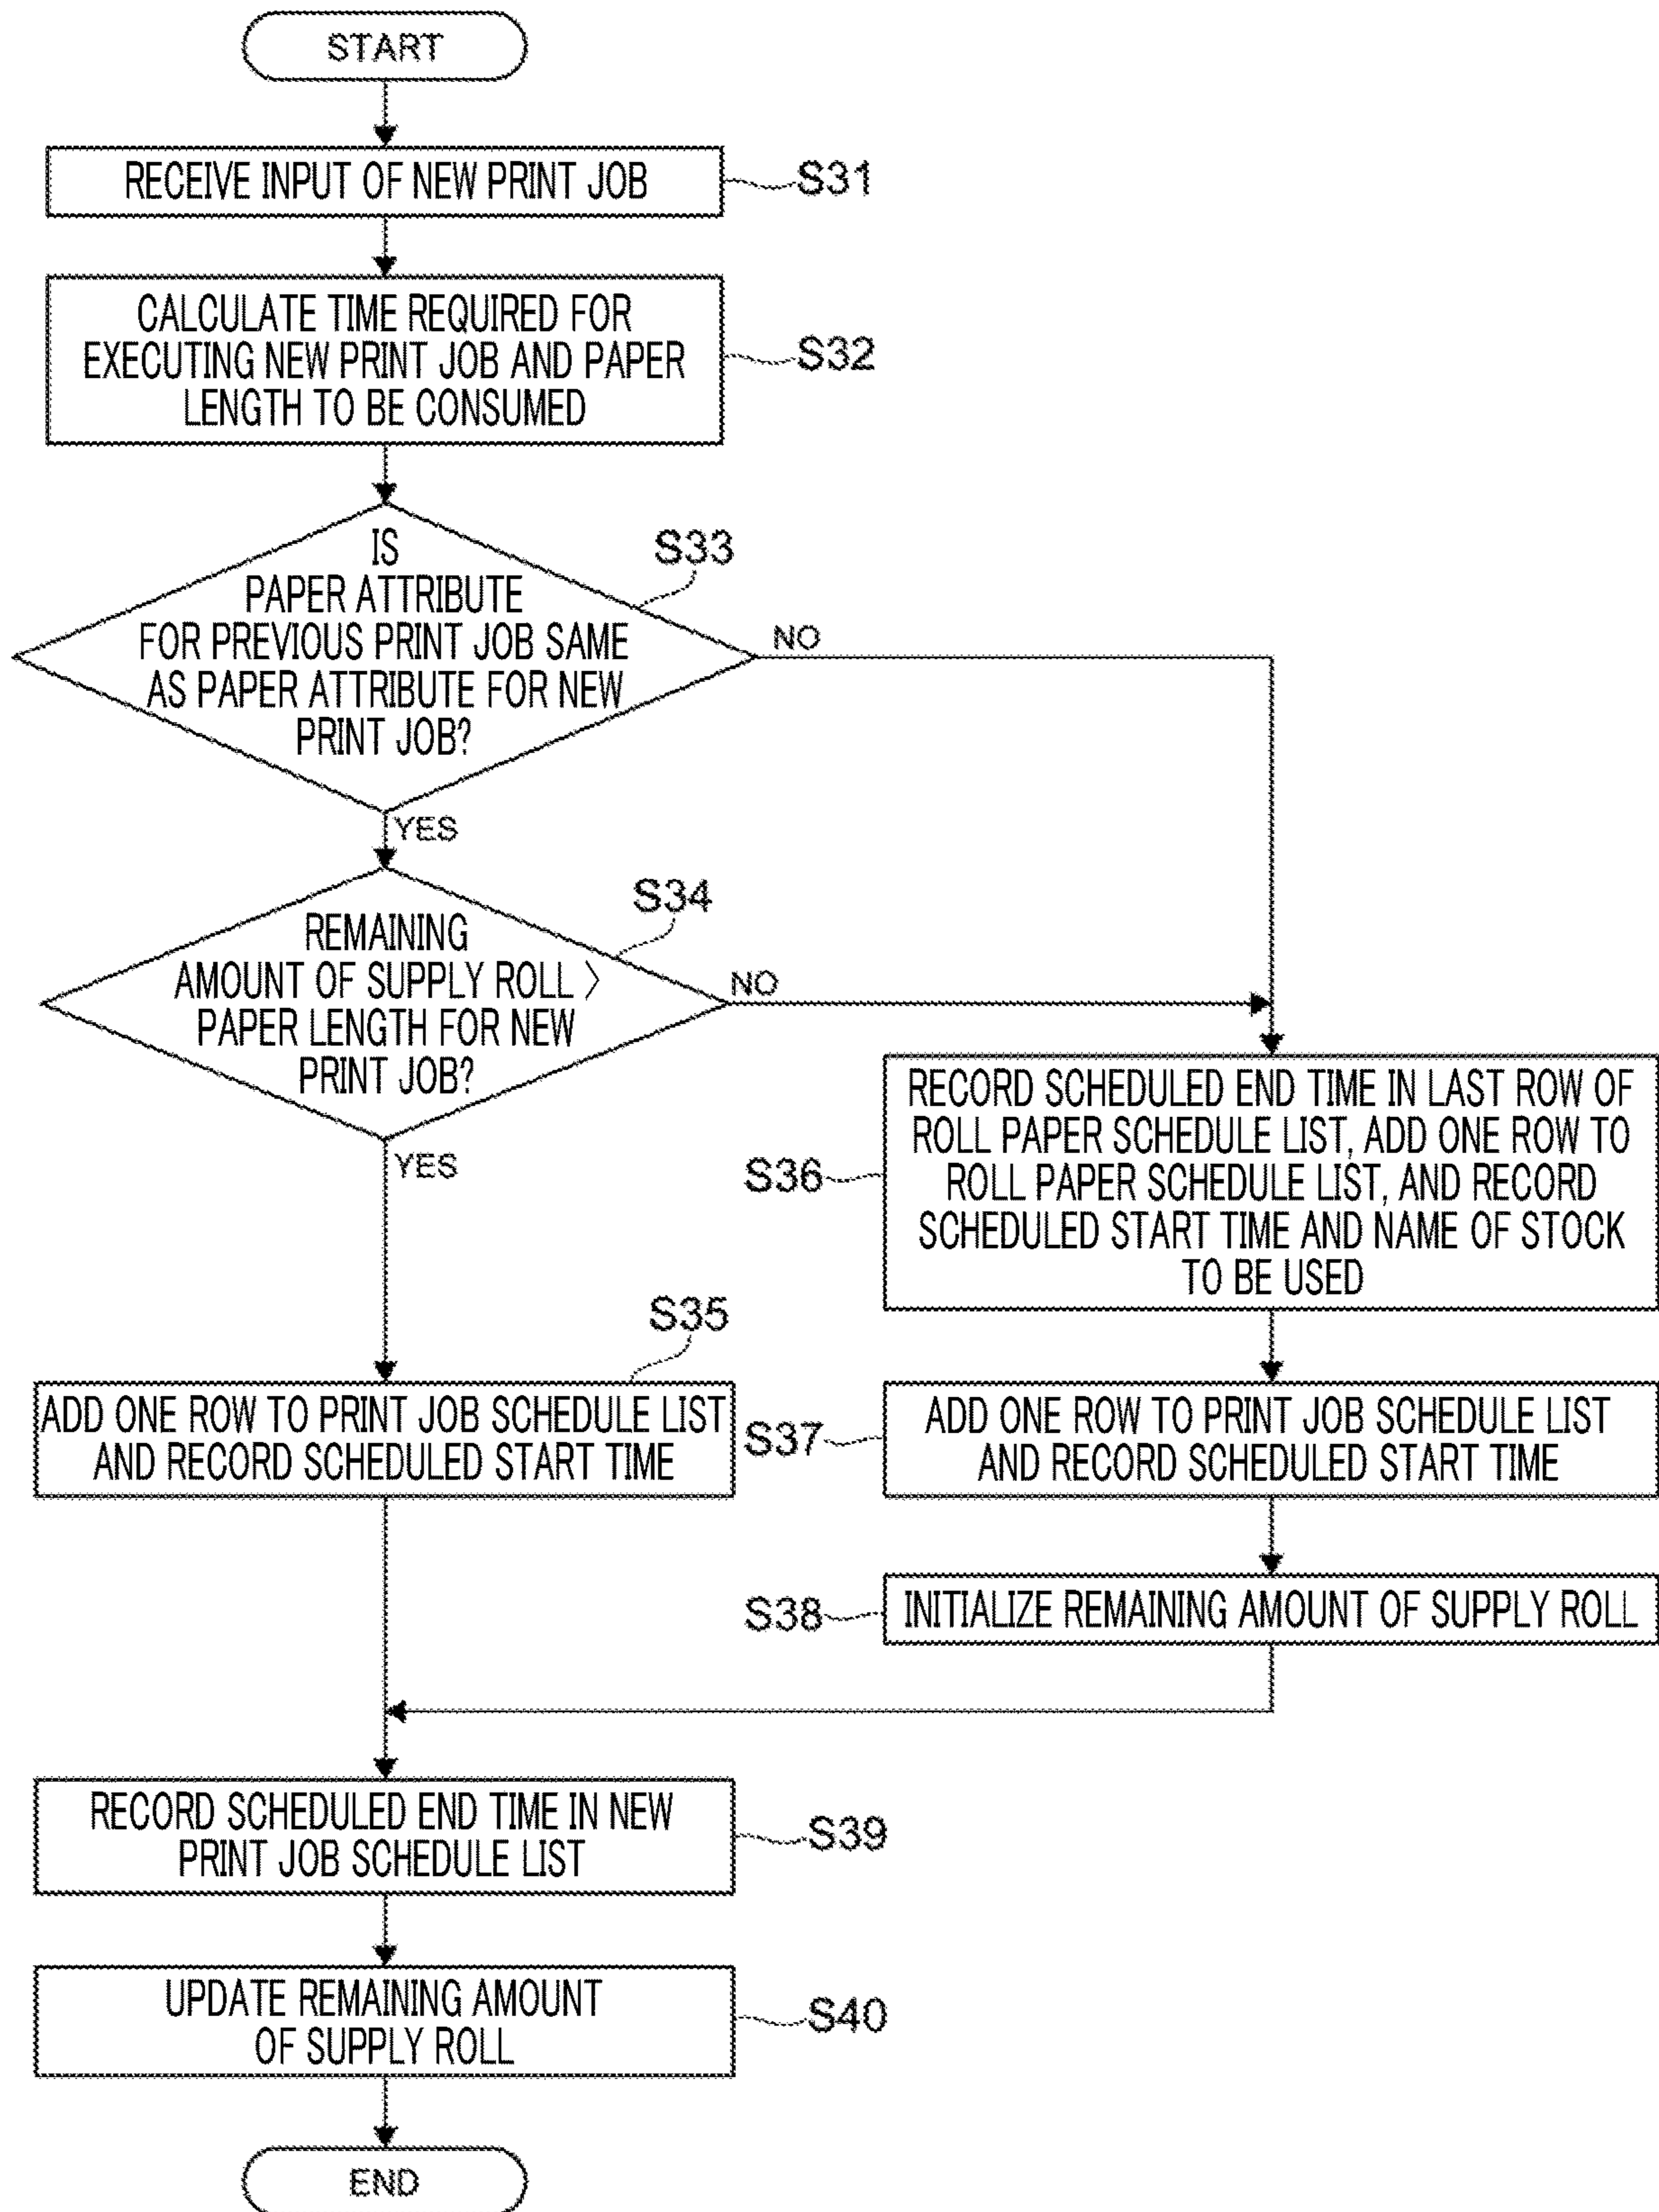 START
RECEIVE INPUT OF NEW PRINT JOB
S31
CALCULATE TIME REQUIRED FOR
EXECUTING NEW PRINT JOB AND PAPER
LENGTH TO BE CONSUMED
S32
IS
PAPER ATTRIBUTE
FOR PREVIOUS PRINT JOB SAME
AS PAPER ATTRIBUTE FOR NEW
PRINT JOB?
S33
NO
YES
REMAINING
AMOUNT OF SUPPLY ROLL >
PAPER LENGTH FOR NEW
PRINT JOB?
S34
NO
YES
RECORD SCHEDULED END TIME IN LAST ROW OF
ROLL PAPER SCHEDULE LIST, ADD ONE ROW TO
ROLL PAPER SCHEDULE LIST, AND RECORD
SCHEDULED START TIME AND NAME OF STOCK
TO BE USED
S36
S35
ADD ONE ROW TO PRINT JOB SCHEDULE LIST
AND RECORD SCHEDULED START TIME
S37
ADD ONE ROW TO PRINT JOB SCHEDULE LIST
AND RECORD SCHEDULED START TIME
S38
INITIALIZE REMAINING AMOUNT OF SUPPLY ROLL
RECORD SCHEDULED END TIME IN NEW
PRINT JOB SCHEDULE LIST
S39
UPDATE REMAINING AMOUNT
OF SUPPLY ROLL
S40
END